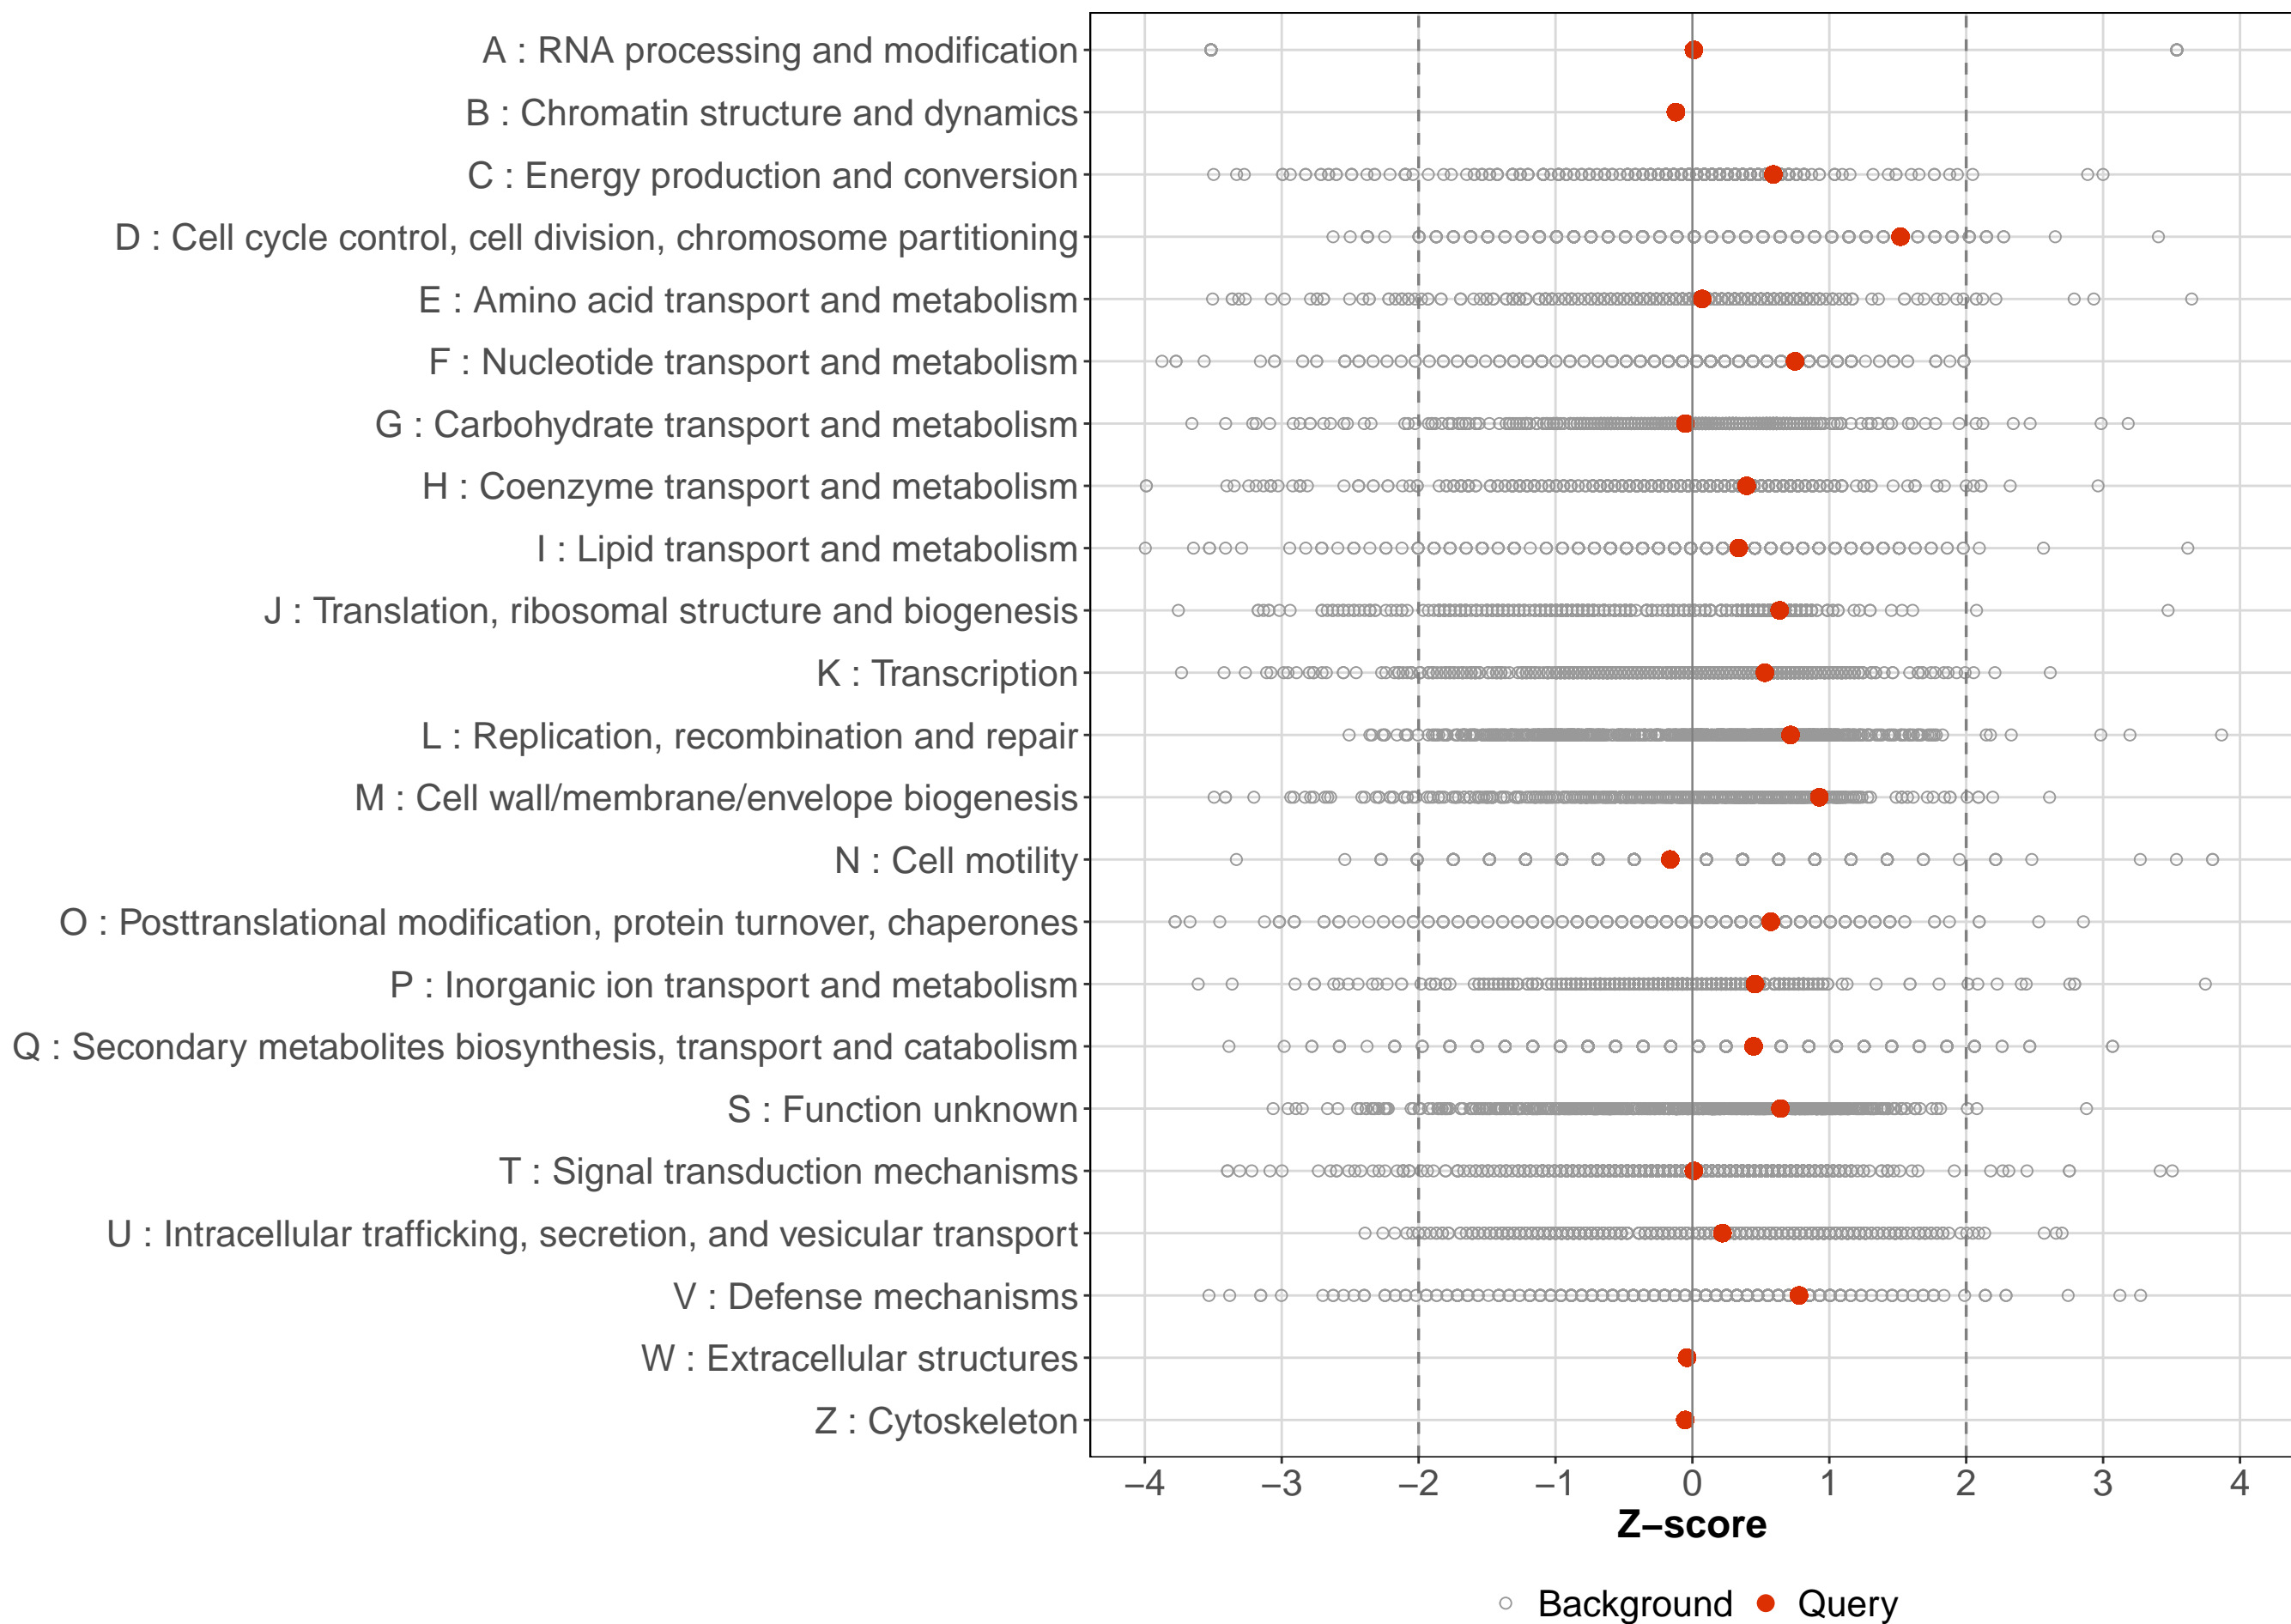 A : RNA processing and modification
B : Chromatin structure and dynamics
C : Energy production and conversion
D : Cell cycle control, cell division, chromosome partitioning
E : Amino acid transport and metabolism
F : Nucleotide transport and metabolism
G : Carbohydrate transport and metabolism
H : Coenzyme transport and metabolism
I : Lipid transport and metabolism
J : Translation, ribosomal structure and biogenesis
K : Transcription
L : Replication, recombination and repair
M : Cell wall/membrane/envelope biogenesis
N : Cell motility
O : Posttranslational modification, protein turnover, chaperones
P : Inorganic ion transport and metabolism
Q : Secondary metabolites biosynthesis, transport and catabolism
S : Function unknown
T : Signal transduction mechanisms
U : Intracellular trafficking, secretion, and vesicular transport
V : Defense mechanisms
W : Extracellular structures
Z : Cytoskeleton
−4 −3 −2 −1 0 1 2 3 4
Z−score
Background Query